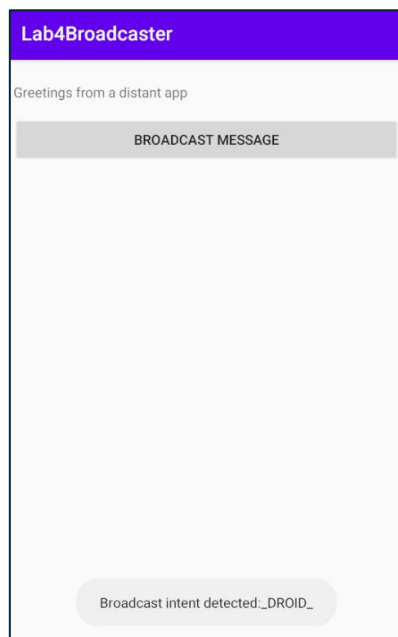 Lab4Broadcaster
Greetings from a distant app
BROADCAST MESSAGE
Broadcast intent detected:_DROID_